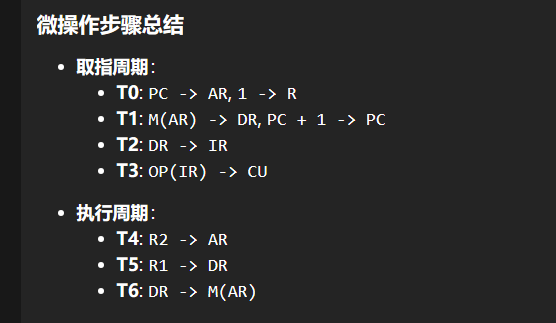 微操作步骤总结
取指周期:
T0: PC -> AR, 1 -> R
T1: M(AR) -> DR, PC + 1 -> PC
T2: DR -> IR
T3: OP(IR) -> CU
执行周期:
T4: R2 -> AR
T5: R1 -> DR
T6: DR -> M(AR)